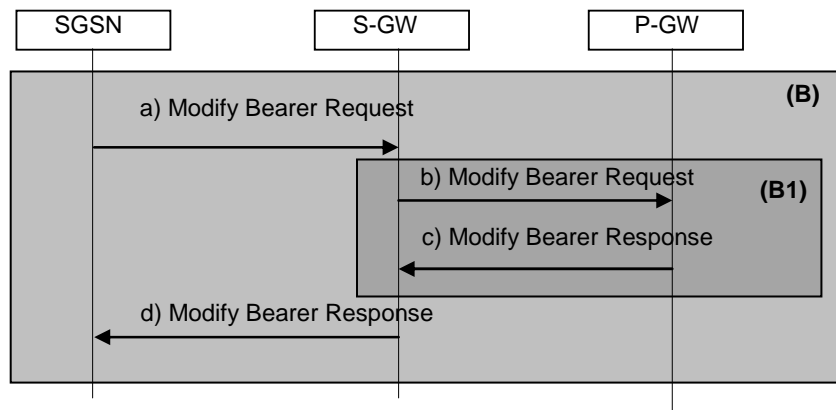 SGSN S-GW P-GW
(B)
a) Modify Bearer Request
b) Modify Bearer Request
(B1)
c) Modify Bearer Response
d) Modify Bearer Response